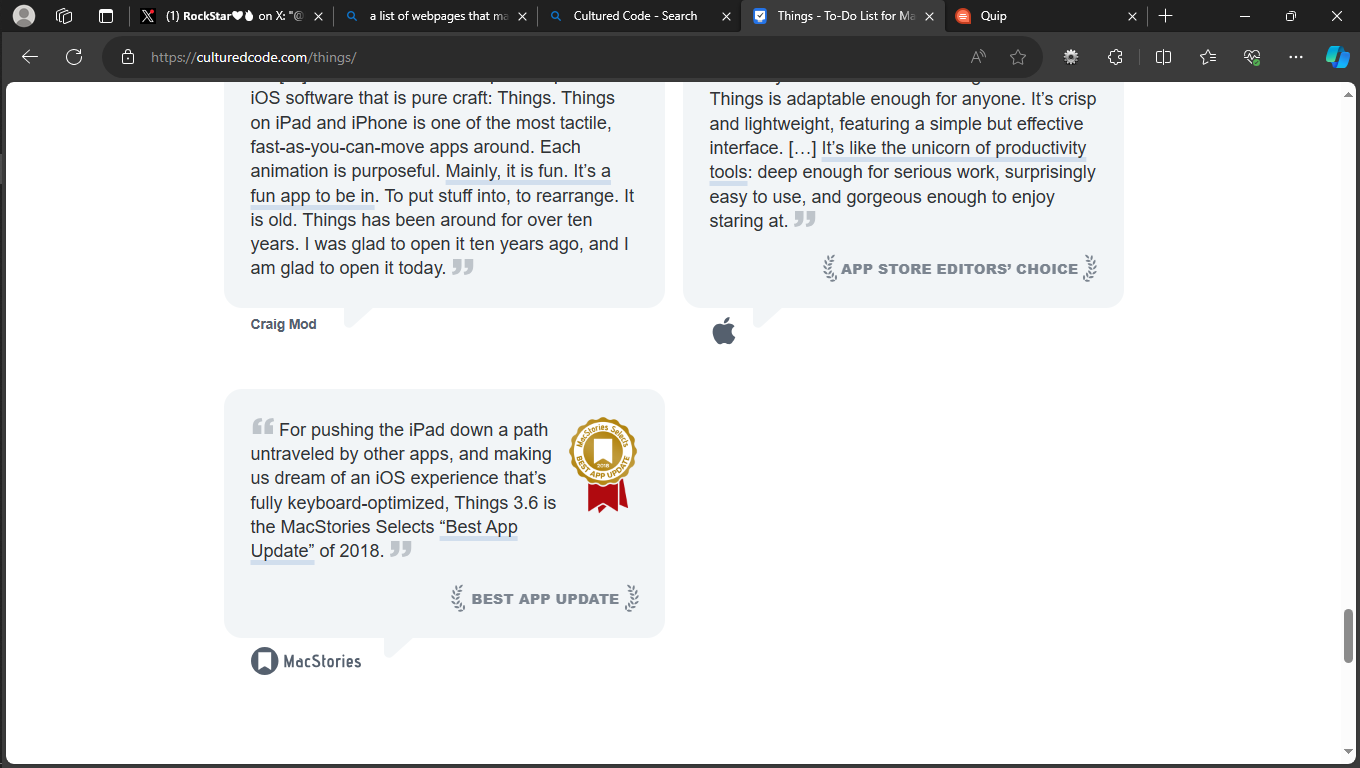 (1) RockStar🖤💧 on X: "@
a list of webpages that ma
Cultured Code - Search
Things - To-Do List for Ma
Quip
https://culturedcode.com/things/
iOS software that is pure craft: Things. Things
on iPad and iPhone is one of the most tactile,
fast-as-you-can-move apps around. Each
animation is purposeful. Mainly, it is fun. It’s a
fun app to be in. To put stuff into, to rearrange. It
is old. Things has been around for over ten
years. I was glad to open it ten years ago, and I
am glad to open it today. ”
Craig Mod
Things is adaptable enough for anyone. It’s crisp
and lightweight, featuring a simple but effective
interface. […] It’s like the unicorn of productivity
tools: deep enough for serious work, surprisingly
easy to use, and gorgeous enough to enjoy
staring at. ”
APP STORE EDITORS’ CHOICE
“ For pushing the iPad down a path
untraveled by other apps, and making
us dream of an iOS experience that’s
fully keyboard-optimized, Things 3.6 is
the MacStories Selects “Best App
Update” of 2018. ”
MacStories Selects
2018
BEST APP UPDATE
BEST APP UPDATE
MacStories